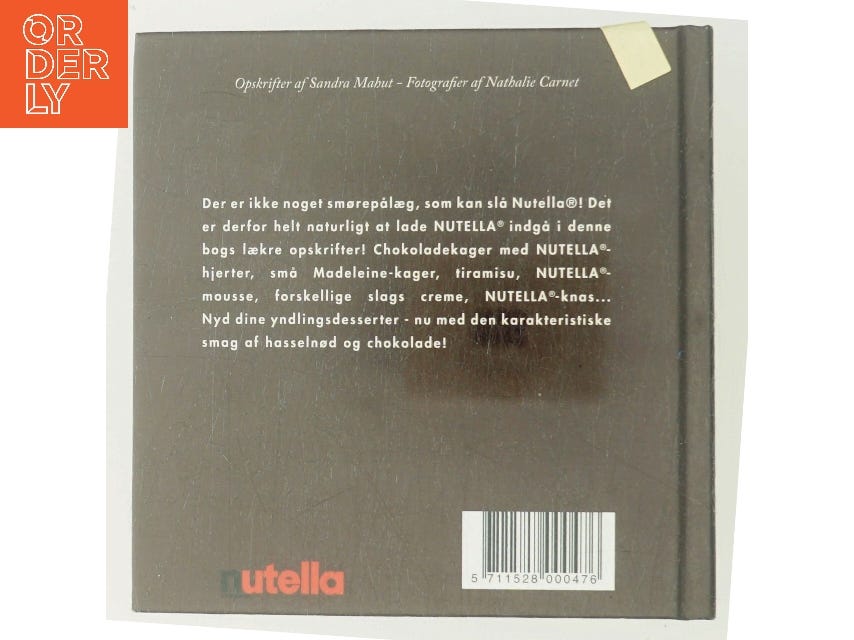 OR
DER
LY
Opskrifter af Sandra Mahut – Fotografier af Nathalie Carnet
Der er ikke noget smørepålæg, som kan slå Nutella®! Det
er derfor helt naturligt at lade NUTELLA® indgå i denne
bogs lækre opskrifter! Chokoladekager med NUTELLA®-
hjerter, små Madeleine-kager, tiramisu, NUTELLA®-
mousse, forskellige slags creme, NUTELLA®-knas...
Nyd dine yndlingsdesserter - nu med den karakteristiske
smag af hasselnød og chokolade!
nutella
5 711528 000476